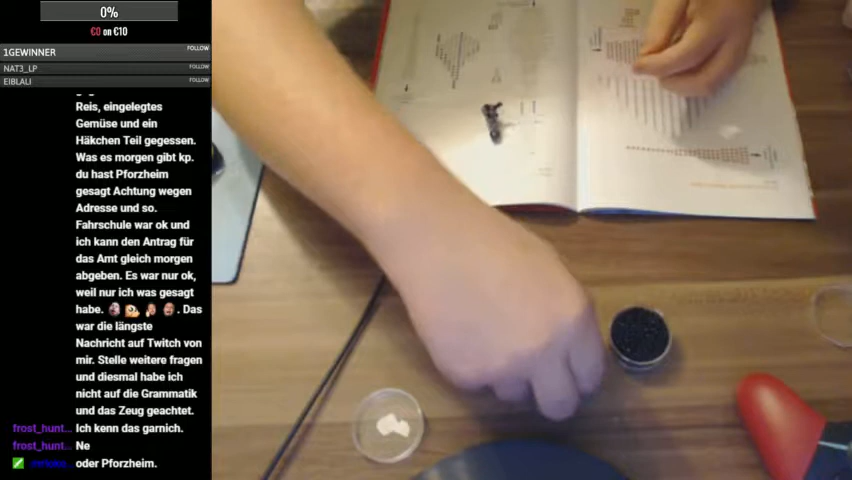 0%
€0 on €10
1GEWINNER FOLLOW
NAT3_LP FOLLOW
EIBLALI FOLLOW
Reis, eingelegtes
Gemüse und ein
Häkchen Teil gegessen.
Was es morgen gibt kp.
du hast Pforzheim
gesagt Achtung wegen
Adresse und so.
Fahrschule war ok und
ich kann den Antrag für
das Amt gleich morgen
abgeben. Es war nur ok,
weil nur ich was gesagt
habe. . Das
war die längste
Nachricht auf Twitch von
mir. Stelle weitere fragen
und diesmal habe ich
nicht auf die Grammatik
und das Zeug geachtet.
frost_hunt... Ich kenn das garnich.
frost_hunt... Ne
oder Pforzheim.